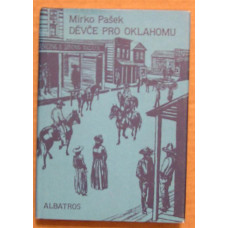 Mirko Pašek
DĚVČE PRO OKLAHOMU
ALBATROS